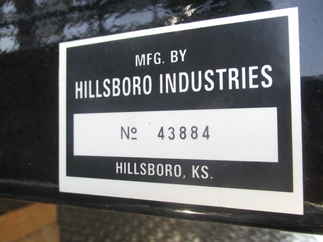 MFG. BY
HILLSBORO INDUSTRIES
Nº 43884
HILLSBORO, KS.